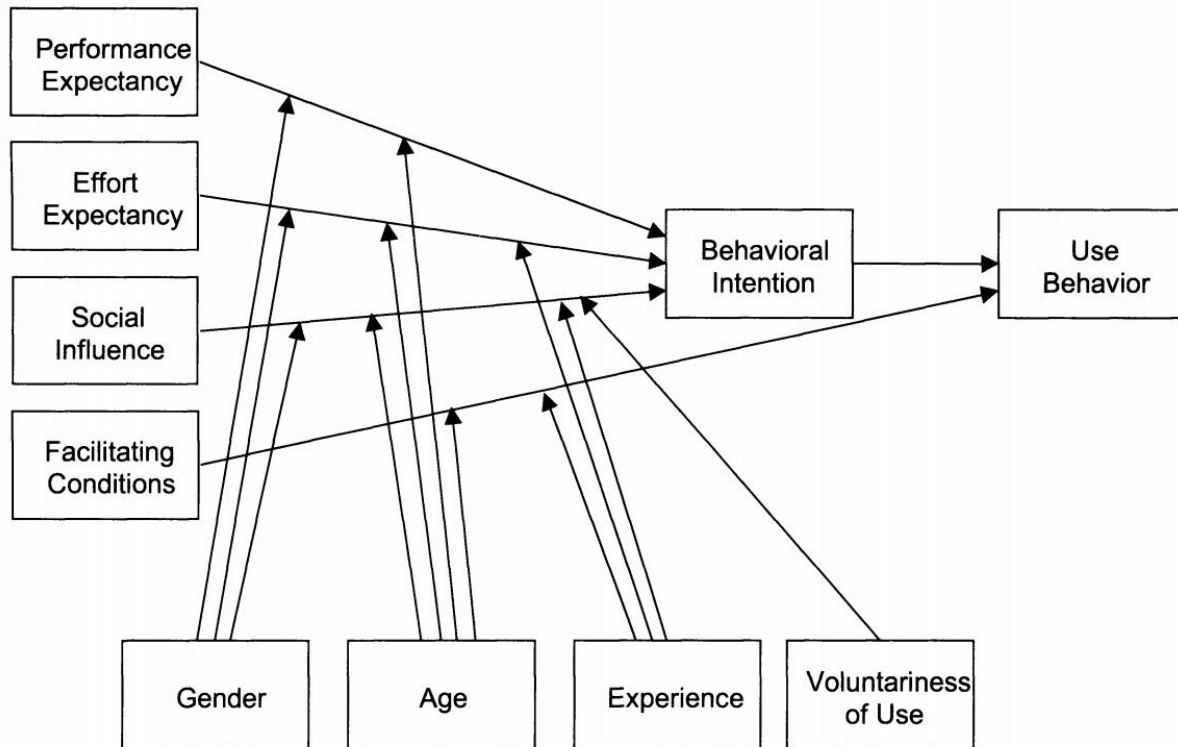 Performance
Expectancy
Effort
Expectancy
Social
Influence
Facilitating
Conditions
Behavioral
Intention
Use
Behavior
Gender
Age
Experience
Voluntariness
of Use